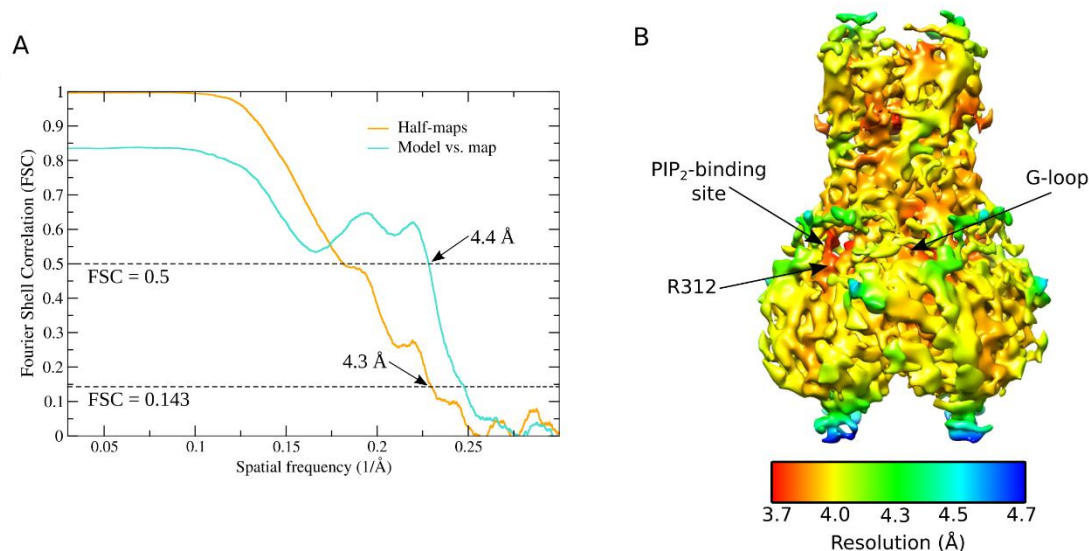 A
1
0.9
0.8
0.7
0.6
0.5
0.4
0.3
0.2
0.1
0
Fourier Shell Correlation (FSC)
Half-maps
Model vs. map
4.4 Å
FSC = 0.5
4.3 Å
FSC = 0.143
0.05 0.1 0.15 0.2 0.25
Spatial frequency (1/Å)
B
PIP₂-binding
site
G-loop
R312
3.7 4.0 4.3 4.5 4.7
Resolution (Å)